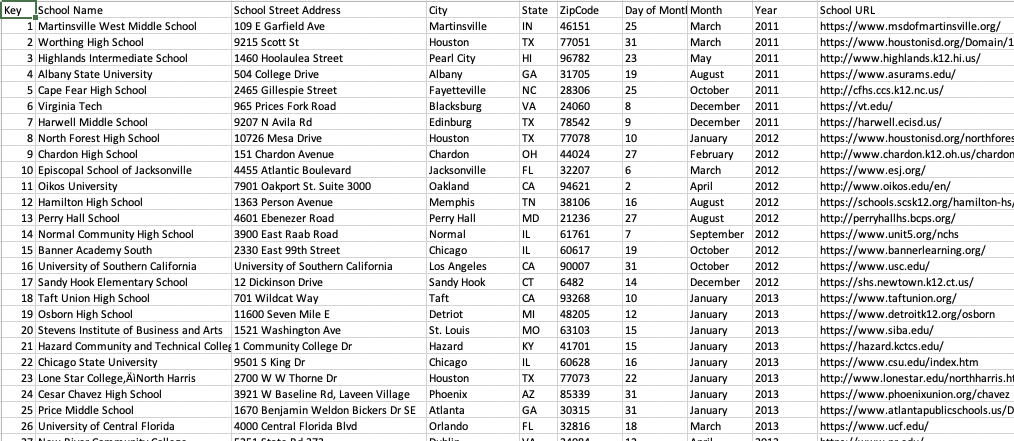 Key School Name School Street Address City State ZipCode Day of Montl Month Year School URL
1 Martinsville West Middle School 109 E Garfield Ave Martinsville IN 46151 25 March 2011 https://www.msdofmartinsville.org/
2 Worthing High School 9215 Scott St Houston TX 77051 31 March 2011 https://www.houstonisd.org/Domain/1
3 Highlands Intermediate School 1460 Hoolaulea Street Pearl City HI 96782 23 May 2011 http://www.highlands.k12.hi.us/
4 Albany State University 504 College Drive Albany GA 31705 19 August 2011 https://www.asurams.edu/
5 Cape Fear High School 2465 Gillespie Street Fayetteville NC 28306 25 October 2011 http://cfhs.ccs.k12.nc.us/
6 Virginia Tech 965 Prices Fork Road Blacksburg VA 24060 8 December 2011 https://vt.edu/
7 Harwell Middle School 9207 N Avila Rd Edinburg TX 78542 9 December 2011 https://harwell.ecisd.us/
8 North Forest High School 10726 Mesa Drive Houston TX 77078 10 January 2012 https://www.houstonisd.org/northfores
9 Chardon High School 151 Chardon Avenue Chardon OH 44024 27 February 2012 http://www.chardon.k12.oh.us/chardon
10 Episcopal School of Jacksonville 4455 Atlantic Boulevard Jacksonville FL 32207 6 March 2012 https://www.esj.org/
11 Oikos University 7901 Oakport St. Suite 3000 Oakland CA 94621 2 April 2012 http://www.oikos.edu/en/
12 Hamilton High School 1363 Person Avenue Memphis TN 38106 16 August 2012 https://schools.scsk12.org/hamilton-hs/
13 Perry Hall School 4601 Ebenezer Road Perry Hall MD 21236 27 August 2012 http://perryhallhs.bcps.org/
14 Normal Community High School 3900 East Raab Road Normal IL 61761 7 September 2012 https://www.unit5.org/nchs
15 Banner Academy South 2330 East 99th Street Chicago IL 60617 19 October 2012 https://www.bannerlearning.org/
16 University of Southern California University of Southern California Los Angeles CA 90007 31 October 2012 https://www.usc.edu/
17 Sandy Hook Elementary School 12 Dickinson Drive Sandy Hook CT 6482 14 December 2012 https://shs.newtown.k12.ct.us/
18 Taft Union High School 701 Wildcat Way Taft CA 93268 10 January 2013 https://www.taftunion.org/
19 Osborn High School 11600 Seven Mile E Detriot MI 48205 12 January 2013 https://www.detroitk12.org/osborn
20 Stevens Institute of Business and Arts 1521 Washington Ave St. Louis MO 63103 15 January 2013 https://www.siba.edu/
21 Hazard Community and Technical Colleg 1 Community College Dr Hazard KY 41701 15 January 2013 https://hazard.kctcs.edu/
22 Chicago State University 9501 S King Dr Chicago IL 60628 16 January 2013 https://www.csu.edu/index.htm
23 Lone Star College‚ÄìNorth Harris 2700 W W Thorne Dr Houston TX 77073 22 January 2013 http://www.lonestar.edu/northharris.ht
24 Cesar Chavez High School 3921 W Baseline Rd, Laveen Village Phoenix AZ 85339 31 January 2013 https://www.phoenixunion.org/chavez
25 Price Middle School 1670 Benjamin Weldon Bickers Dr SE Atlanta GA 30315 31 January 2013 https://www.atlantapublicschools.us/D
26 University of Central Florida 4000 Central Florida Blvd Orlando FL 32816 18 March 2013 https://www.ucf.edu/